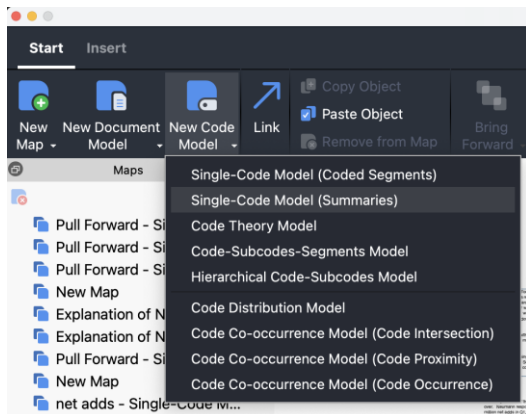 Start Insert
Copy Object
Paste Object
Remove from Map
New Map
New Document Model
New Code Model
Link
Bring Forward
Maps
Single-Code Model (Coded Segments)
Single-Code Model (Summaries)
Code Theory Model
Code-Subcodes-Segments Model
Hierarchical Code-Subcodes Model
Code Distribution Model
Code Co-occurrence Model (Code Intersection)
Code Co-occurrence Model (Code Proximity)
Code Co-occurrence Model (Code Occurrence)
Pull Forward - Si
Pull Forward - Si
Pull Forward - Si
New Map
Explanation of N
Explanation of N
Pull Forward - Si
New Map
net adds - Single-Code M...